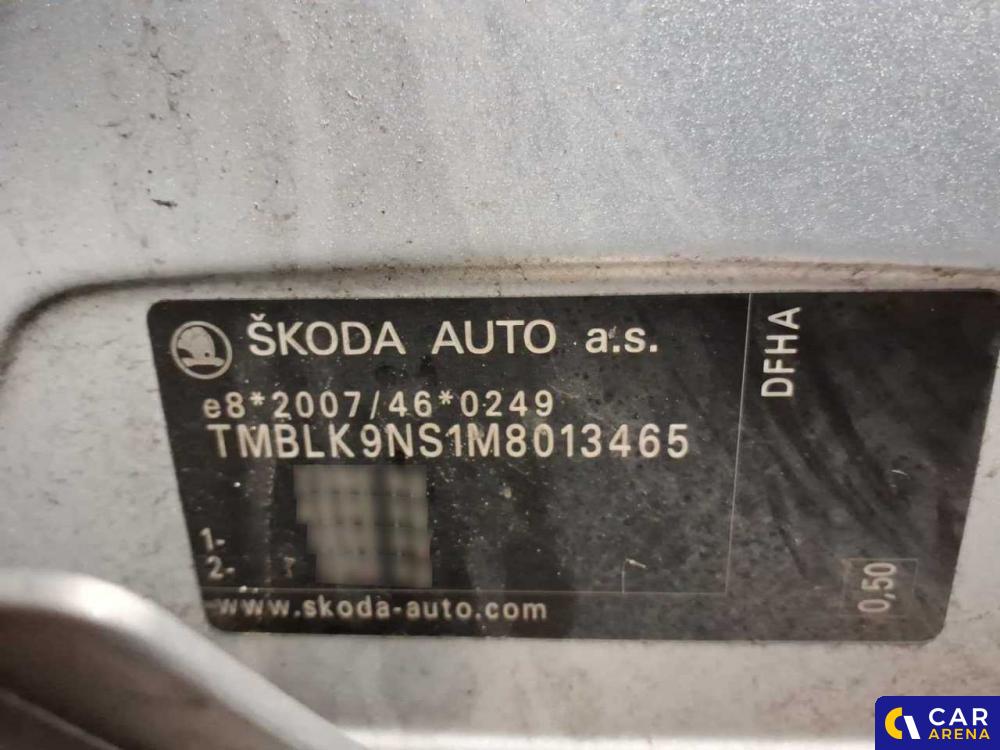 ŠKODA AUTO a.s.
e8*2007/46*0249
TMBLK9NS1M8013465
1-
2-
www.skoda-auto.com
DFHA
0,50
CAR
ARENA